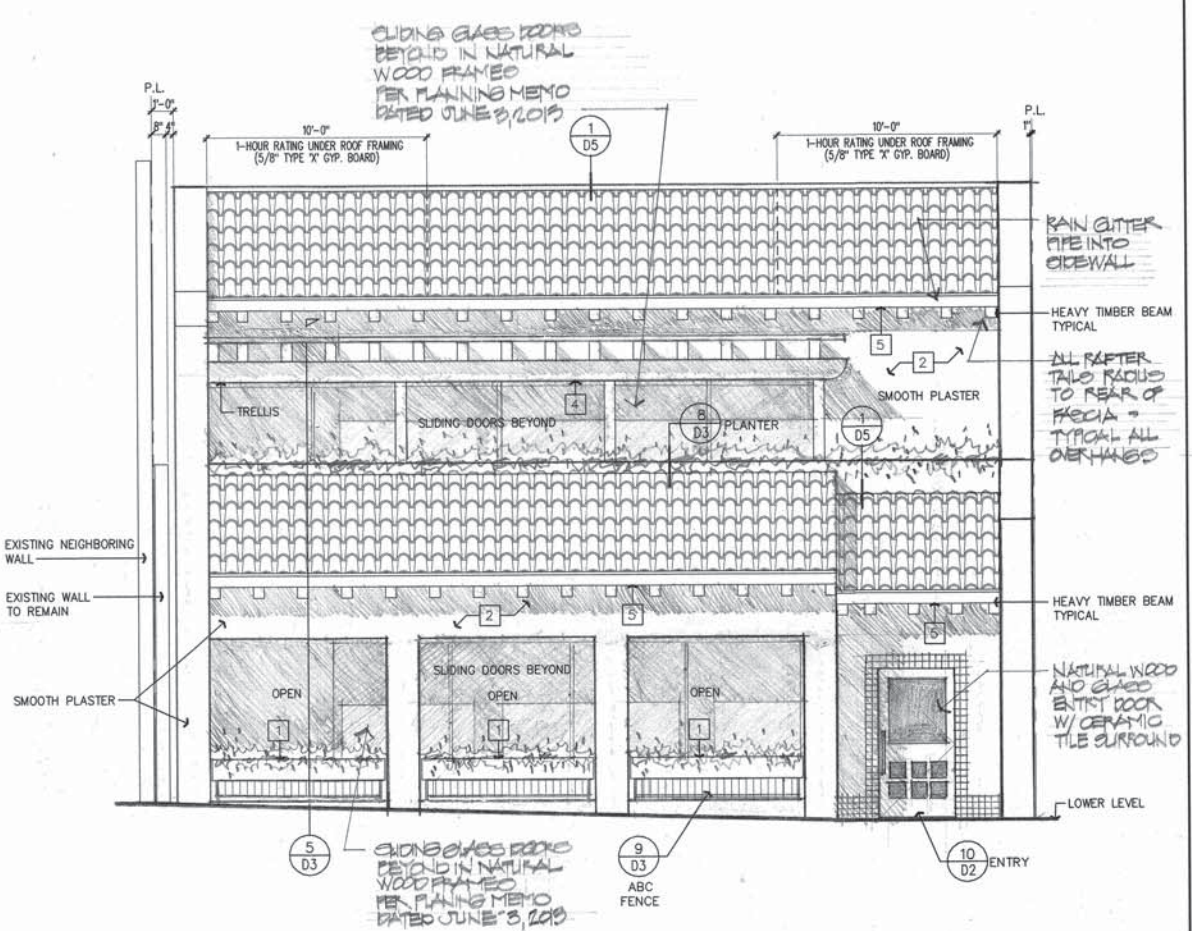 SLIDING GLASS DOORS
BEYOND IN NATURAL
WOOD FRAMES
PER PLANNING MEMO
DATED JUNE 3, 2013
P.L.
1'-0"
8" 4"
10'-0"
1-HOUR RATING UNDER ROOF FRAMING
(5/8" TYPE 'X' GYP. BOARD)
1
D5
10'-0"
1-HOUR RATING UNDER ROOF FRAMING
(5/8" TYPE 'X' GYP. BOARD)
P.L.
1"
RAIN GUTTER
PIPE INTO
SIDEWALL
HEAVY TIMBER BEAM
TYPICAL
5
2
ALL RAFTER
TAILS RADIUS
TO REAR OF
FASCIA -
TYPICAL ALL
OVERHANGS
SMOOTH PLASTER
TRELLIS
4
SLIDING DOORS BEYOND
8
D3
PLANTER
1
D5
EXISTING NEIGHBORING
WALL
EXISTING WALL
TO REMAIN
2
5
5
HEAVY TIMBER BEAM
TYPICAL
SMOOTH PLASTER
SLIDING DOORS BEYOND
OPEN
OPEN
OPEN
1
1
1
NATURAL WOOD
AND GLASS
ENTRY DOOR
W/ CERAMIC
TILE SURROUND
LOWER LEVEL
5
D3
SLIDING GLASS DOORS
BEYOND IN NATURAL
WOOD FRAMES
PER PLANING MEMO
DATED JUNE 3, 2013
9
D3
ABC
FENCE
10
D2
ENTRY